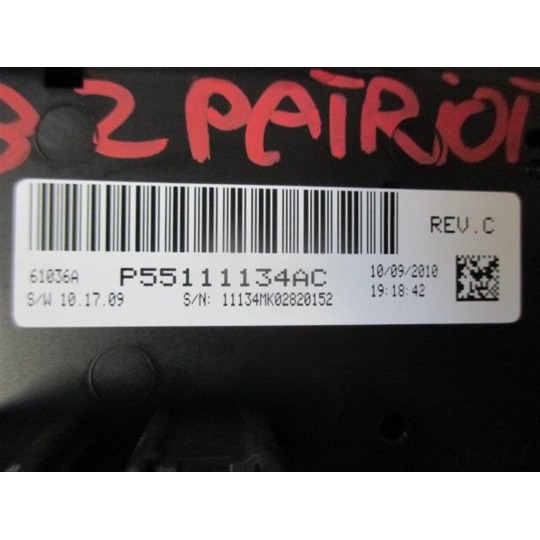 32 PATRIOT
REV.C
61036A P55111134AC 10/09/2010
S/W 10.17.09 S/N: 11134MK02820152 19:18:42